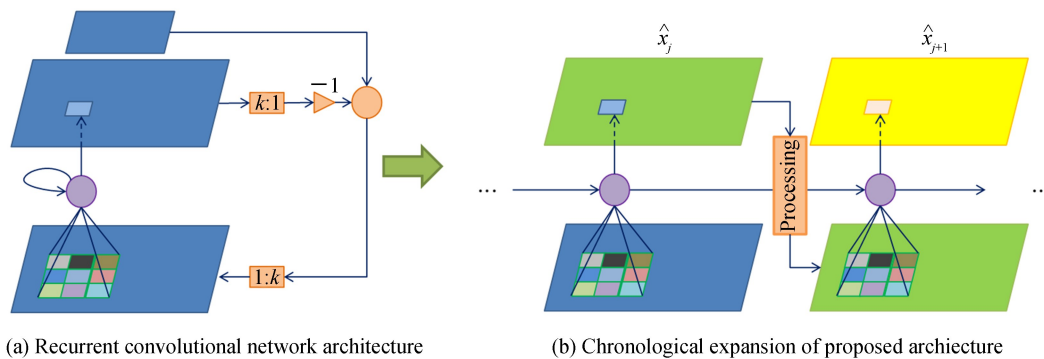 −1
k:1
1:k
(a) Recurrent convolutional network architecture
x̂ⱼ
x̂ⱼ₊₁
...
Processing
..
(b) Chronological expansion of proposed archiecture